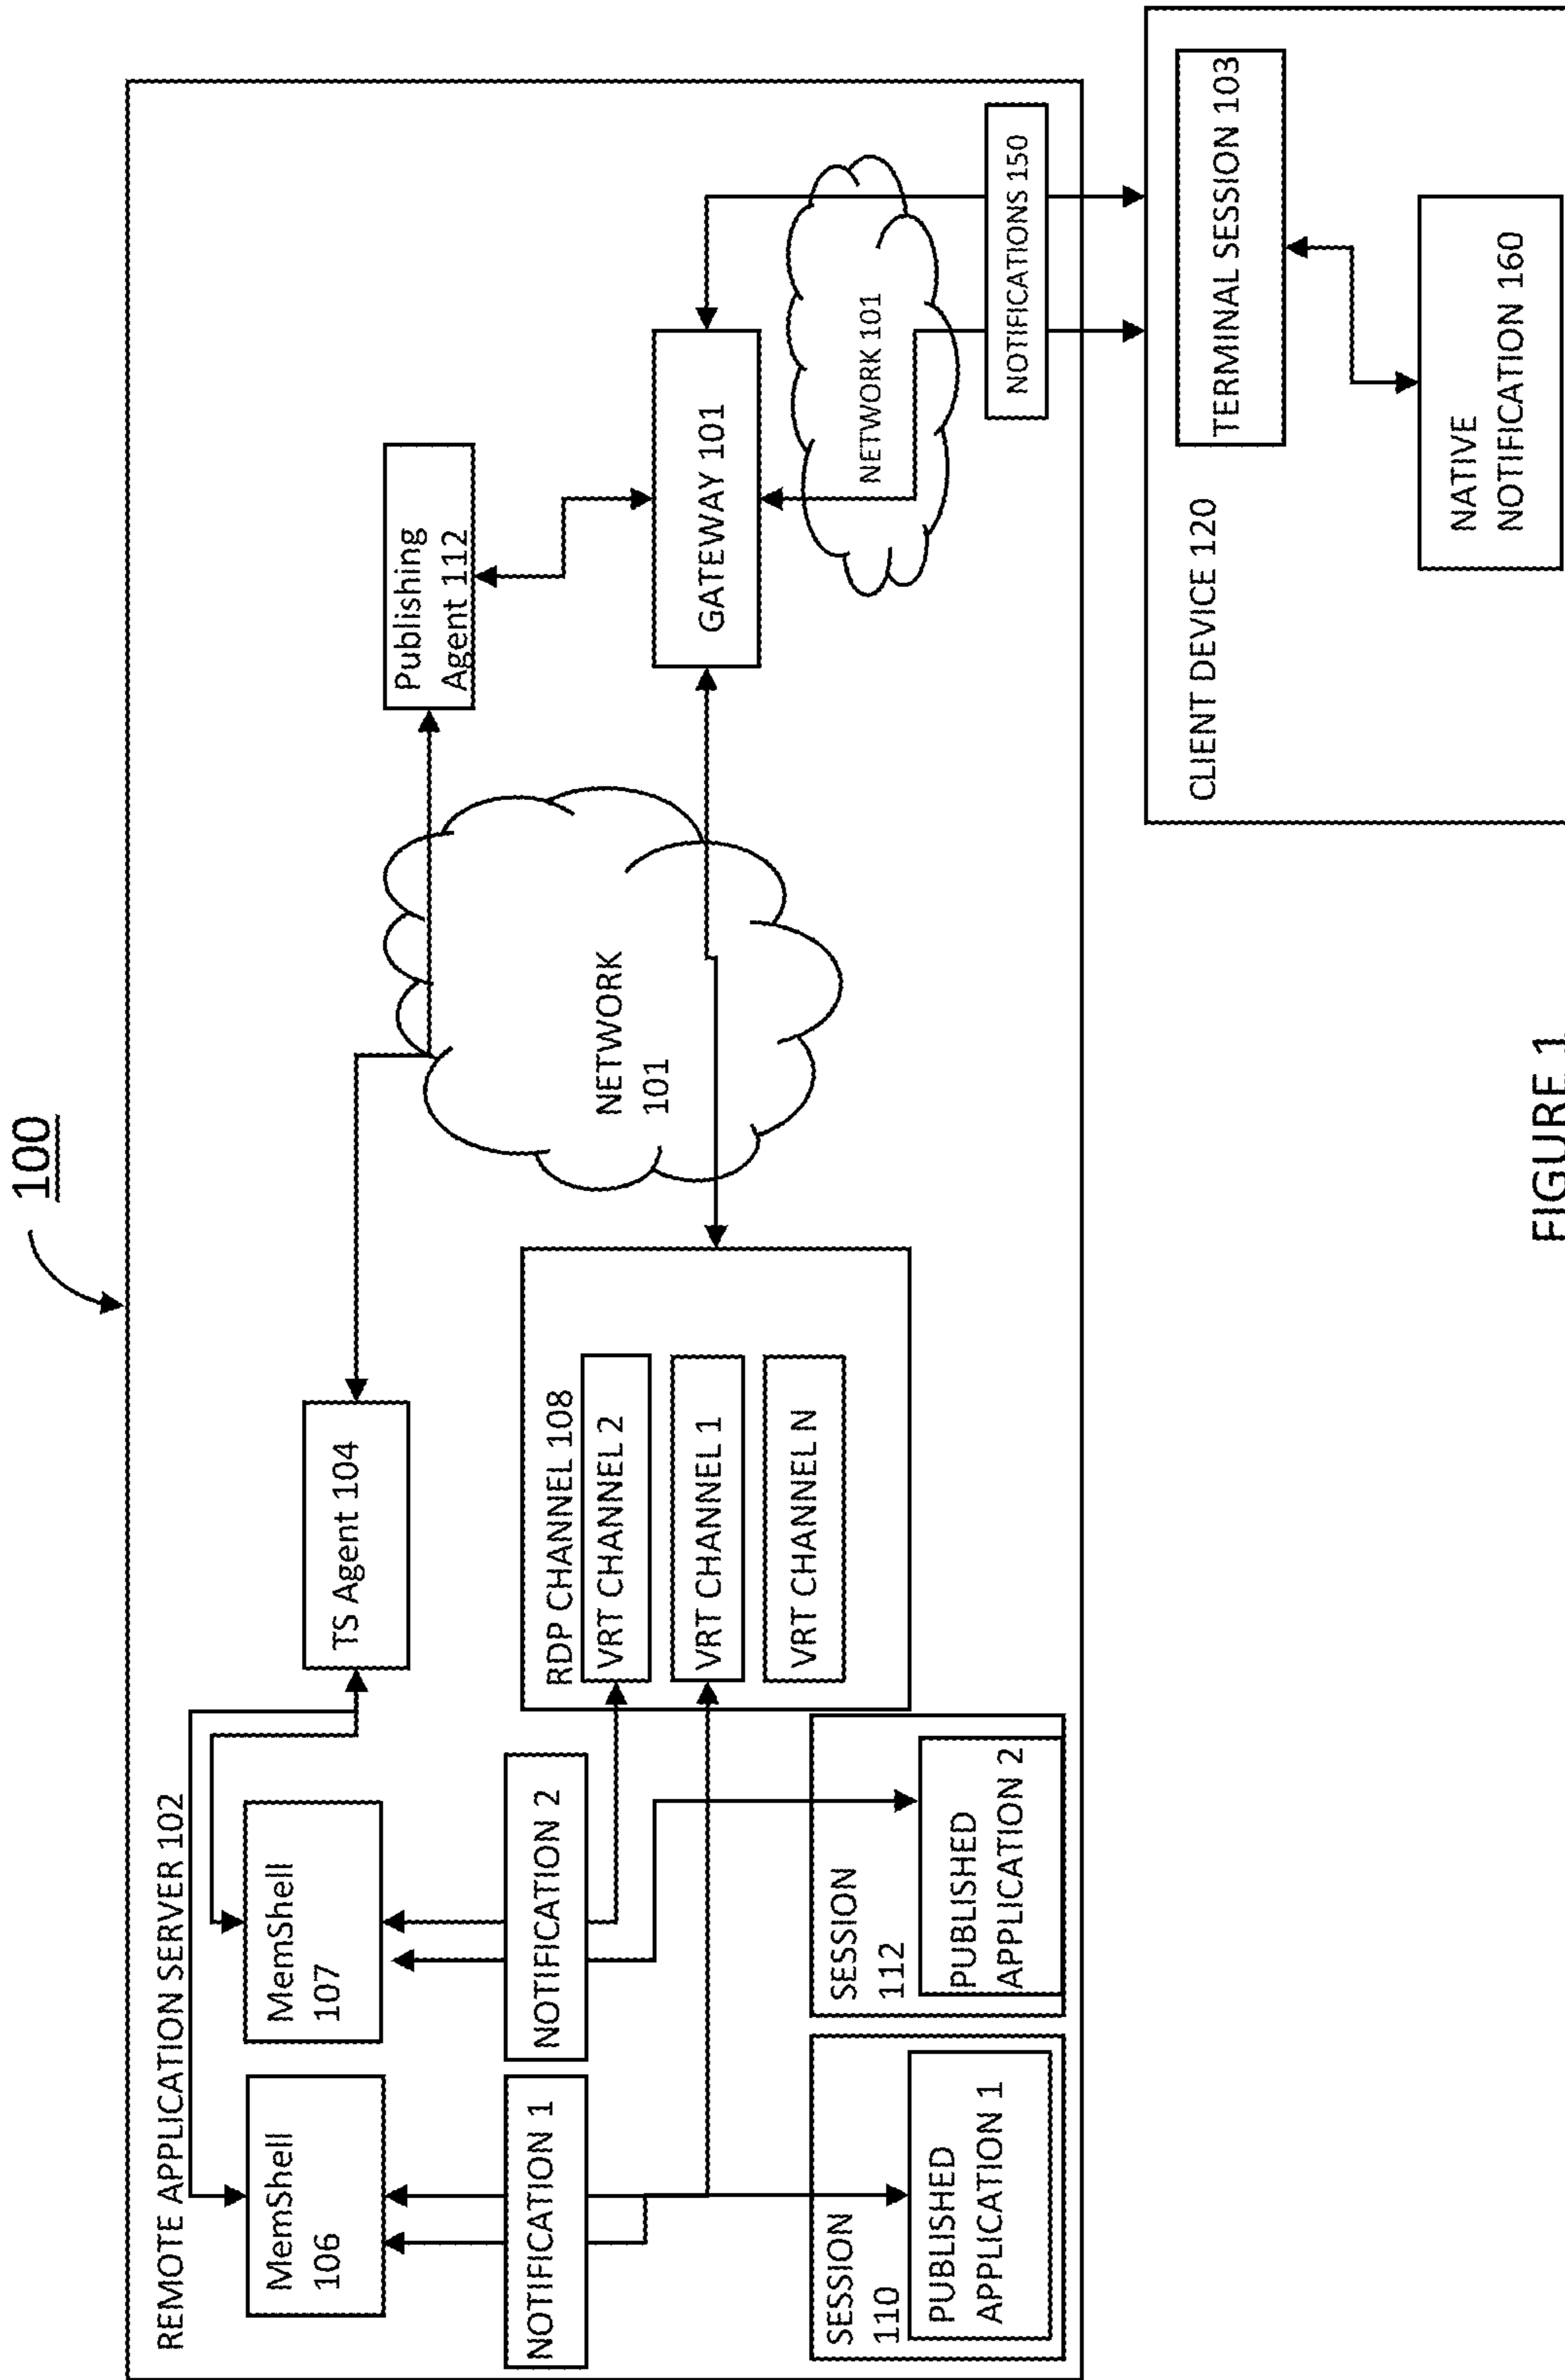 100
REMOTE APPLICATION SERVER 102
MemShell
106
MemShell
107
TS Agent 104
Publishing
Agent 112
NOTIFICATION 1
NOTIFICATION 2
RDP CHANNEL 108
VRT CHANNEL 2
VRT CHANNEL 1
VRT CHANNEL N
NETWORK
101
GATEWAY 101
NETWORK 101
SESSION
110
PUBLISHED
APPLICATION 1
SESSION
112
PUBLISHED
APPLICATION 2
NOTIFICATIONS 150
CLIENT DEVICE 120
TERMINAL SESSION 103
NATIVE
NOTIFICATION 160
FIGURE 1